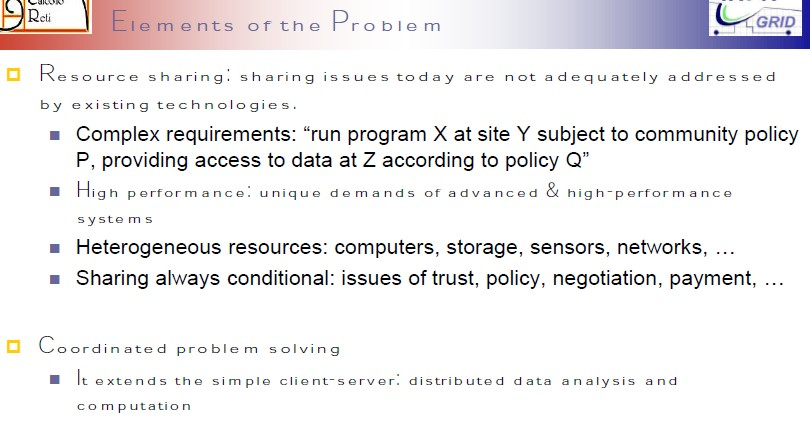 Reti
Elements of the Problem
GRID
Resource sharing: sharing issues today are not adequately addressed
by existing technologies.
Complex requirements: “run program X at site Y subject to community policy
P, providing access to data at Z according to policy Q”
High performance: unique demands of advanced & high-performance
systems
Heterogeneous resources: computers, storage, sensors, networks, …
Sharing always conditional: issues of trust, policy, negotiation, payment, …
Coordinated problem solving
It extends the simple client-server: distributed data analysis and
computation